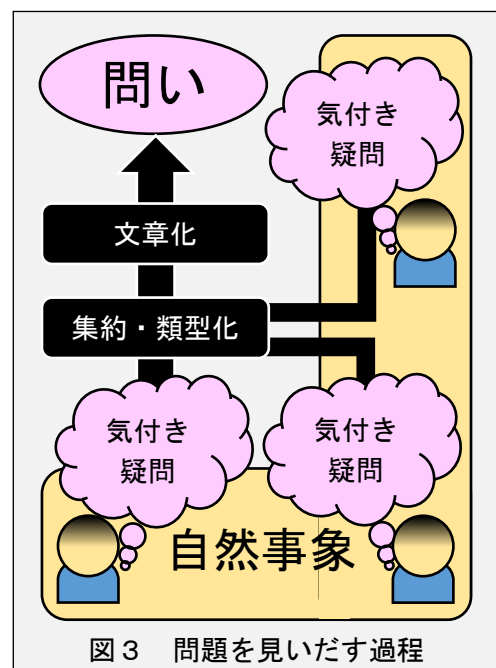 問い
気付き
疑問
文章化
集約・類型化
気付き
疑問
気付き
疑問
自然事象
図３　問題を見いだす過程